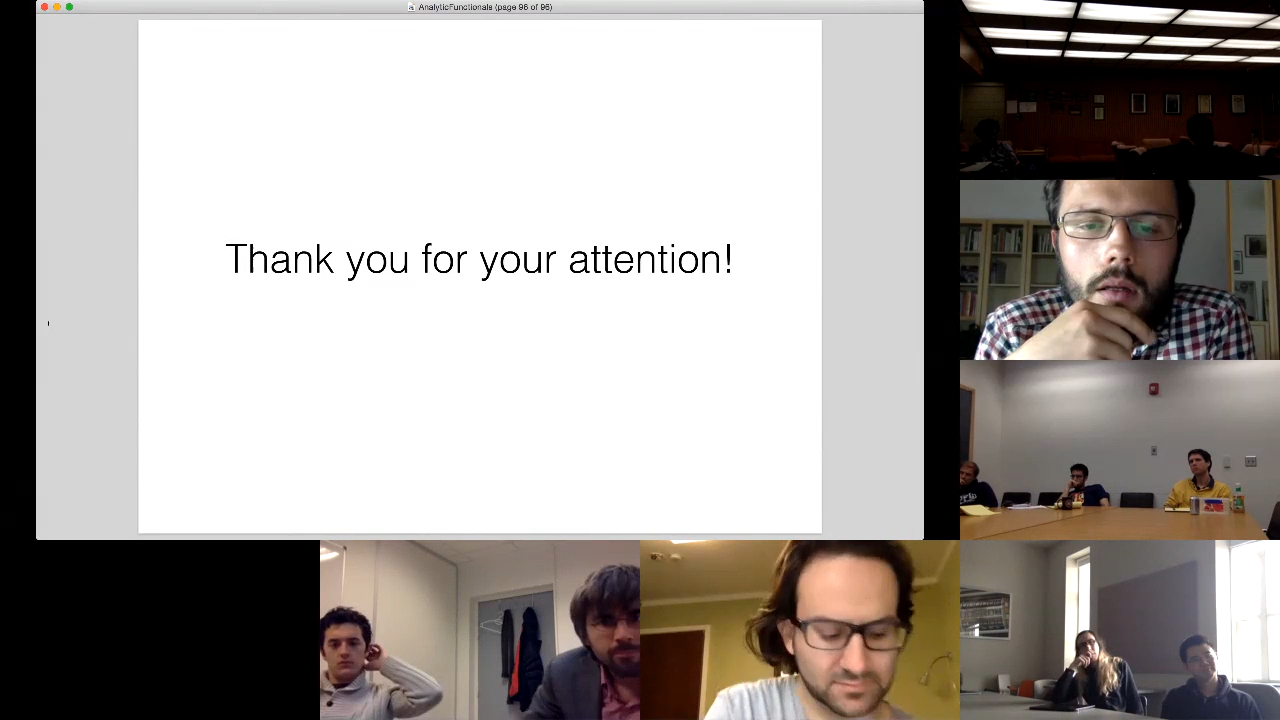 AnalyticFunctionals (page 96 of 96)
Thank you for your attention!